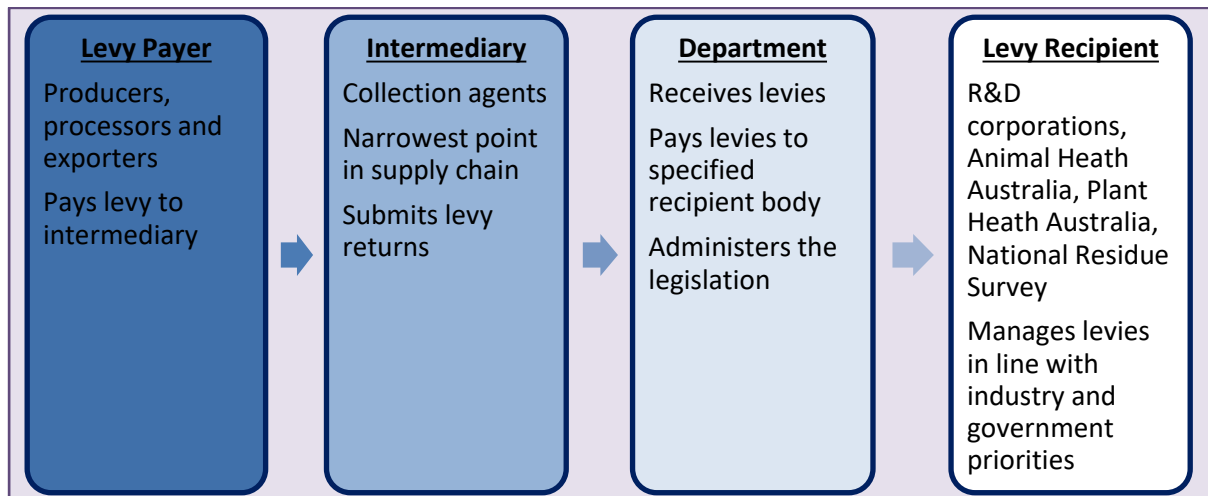 Levy Payer
Producers,
processors and
exporters
Pays levy to
intermediary
Intermediary
Collection agents
Narrowest point
in supply chain
Submits levy
returns
Department
Receives levies
Pays levies to
specified
recipient body
Administers the
legislation
Levy Recipient
R&D
corporations,
Animal Heath
Australia, Plant
Heath Australia,
National Residue
Survey
Manages levies
in line with
industry and
government
priorities